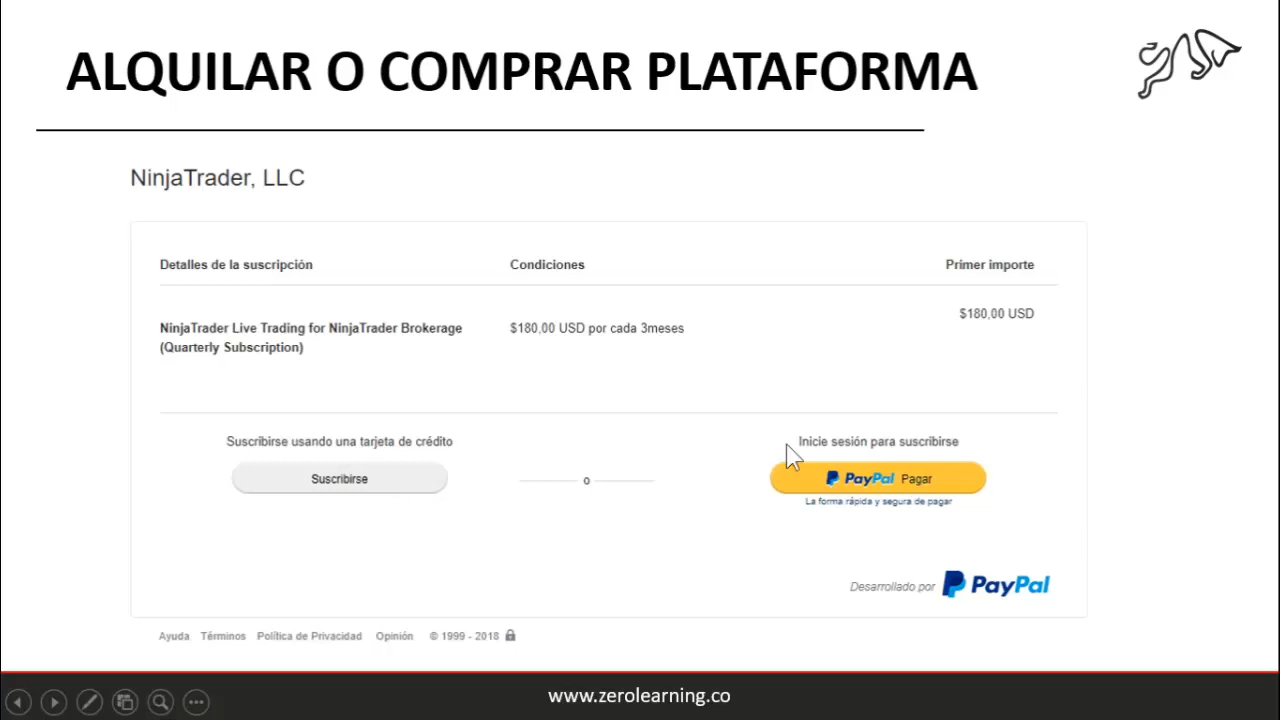 ALQUILAR O COMPRAR PLATAFORMA
NinjaTrader, LLC
Detalles de la suscripción Condiciones Primer importe
$180,00 USD
NinjaTrader Live Trading for NinjaTrader Brokerage $180,00 USD por cada 3meses
(Quarterly Subscription)
Suscribirse usando una tarjeta de crédito Inicie sesión para suscribirse
Suscribirse o PayPal Pagar
La forma rápida y segura de pagar
Desarrollado por PayPal
Ayuda Términos Política de Privacidad Opinión © 1999 - 2018
www.zerolearning.co